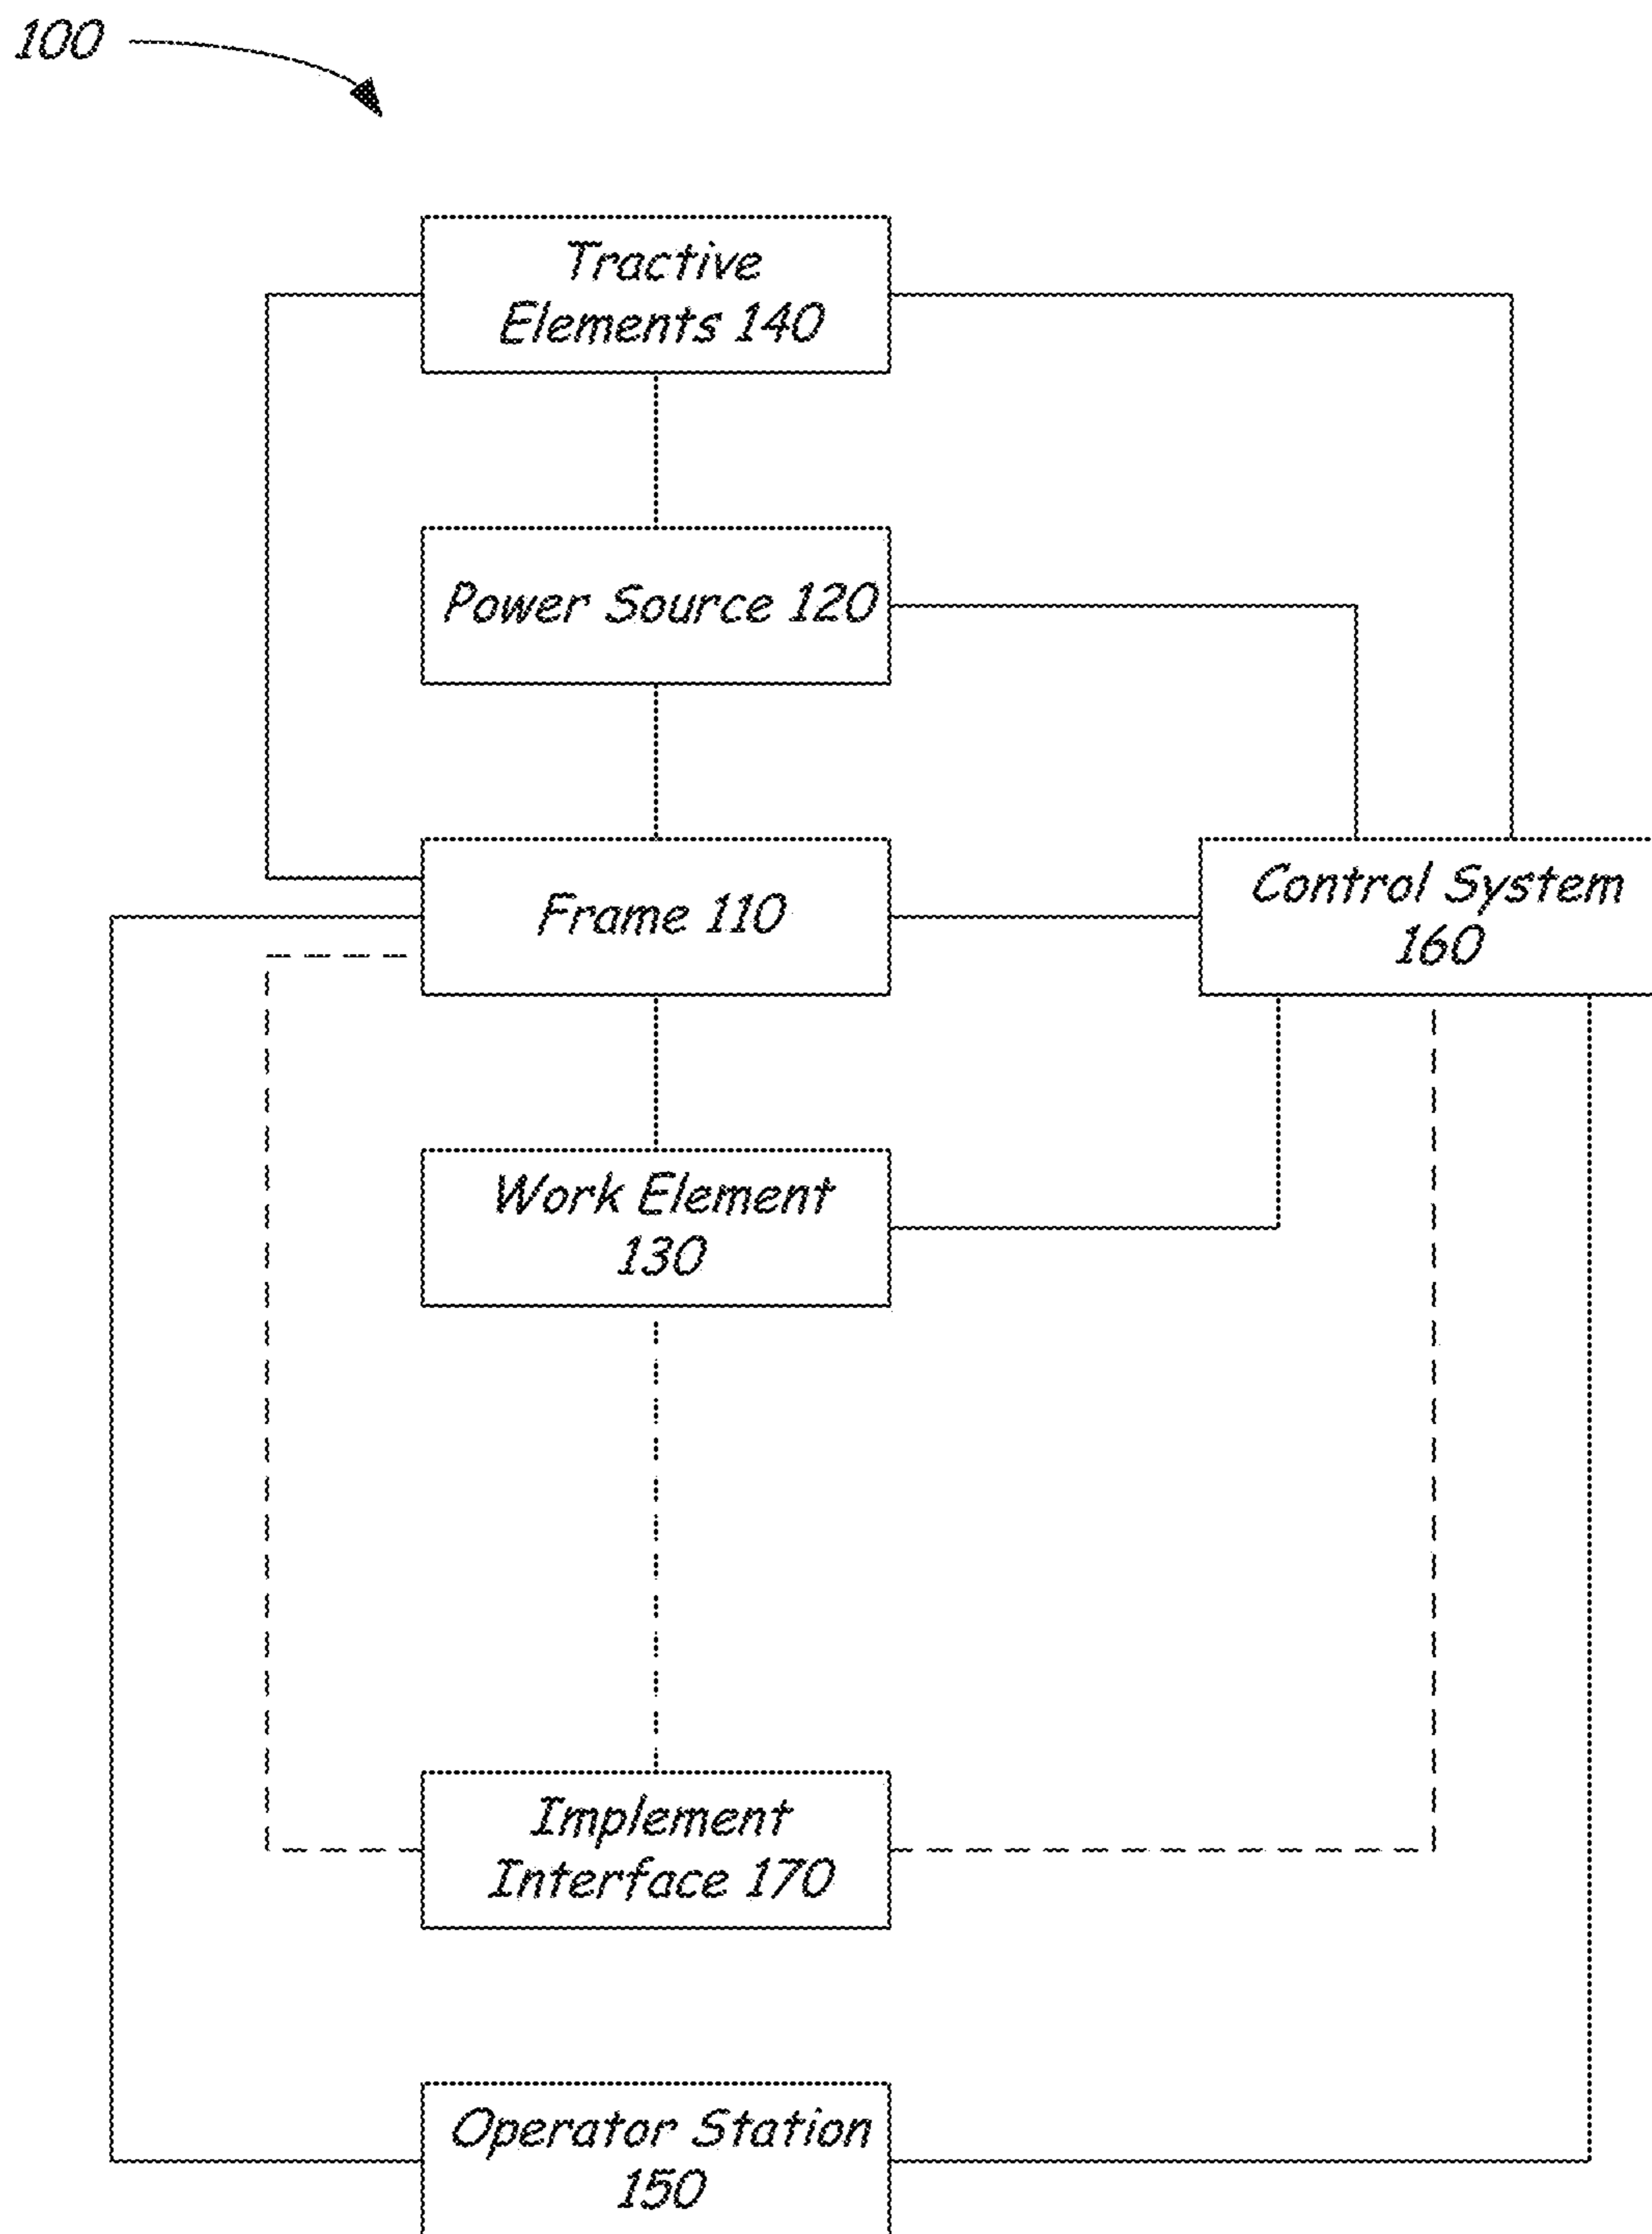 100
Tractive
Elements 140
Power Source 120
Frame 110
Control System
160
Work Element
130
Implement
Interface 170
Operator Station
150